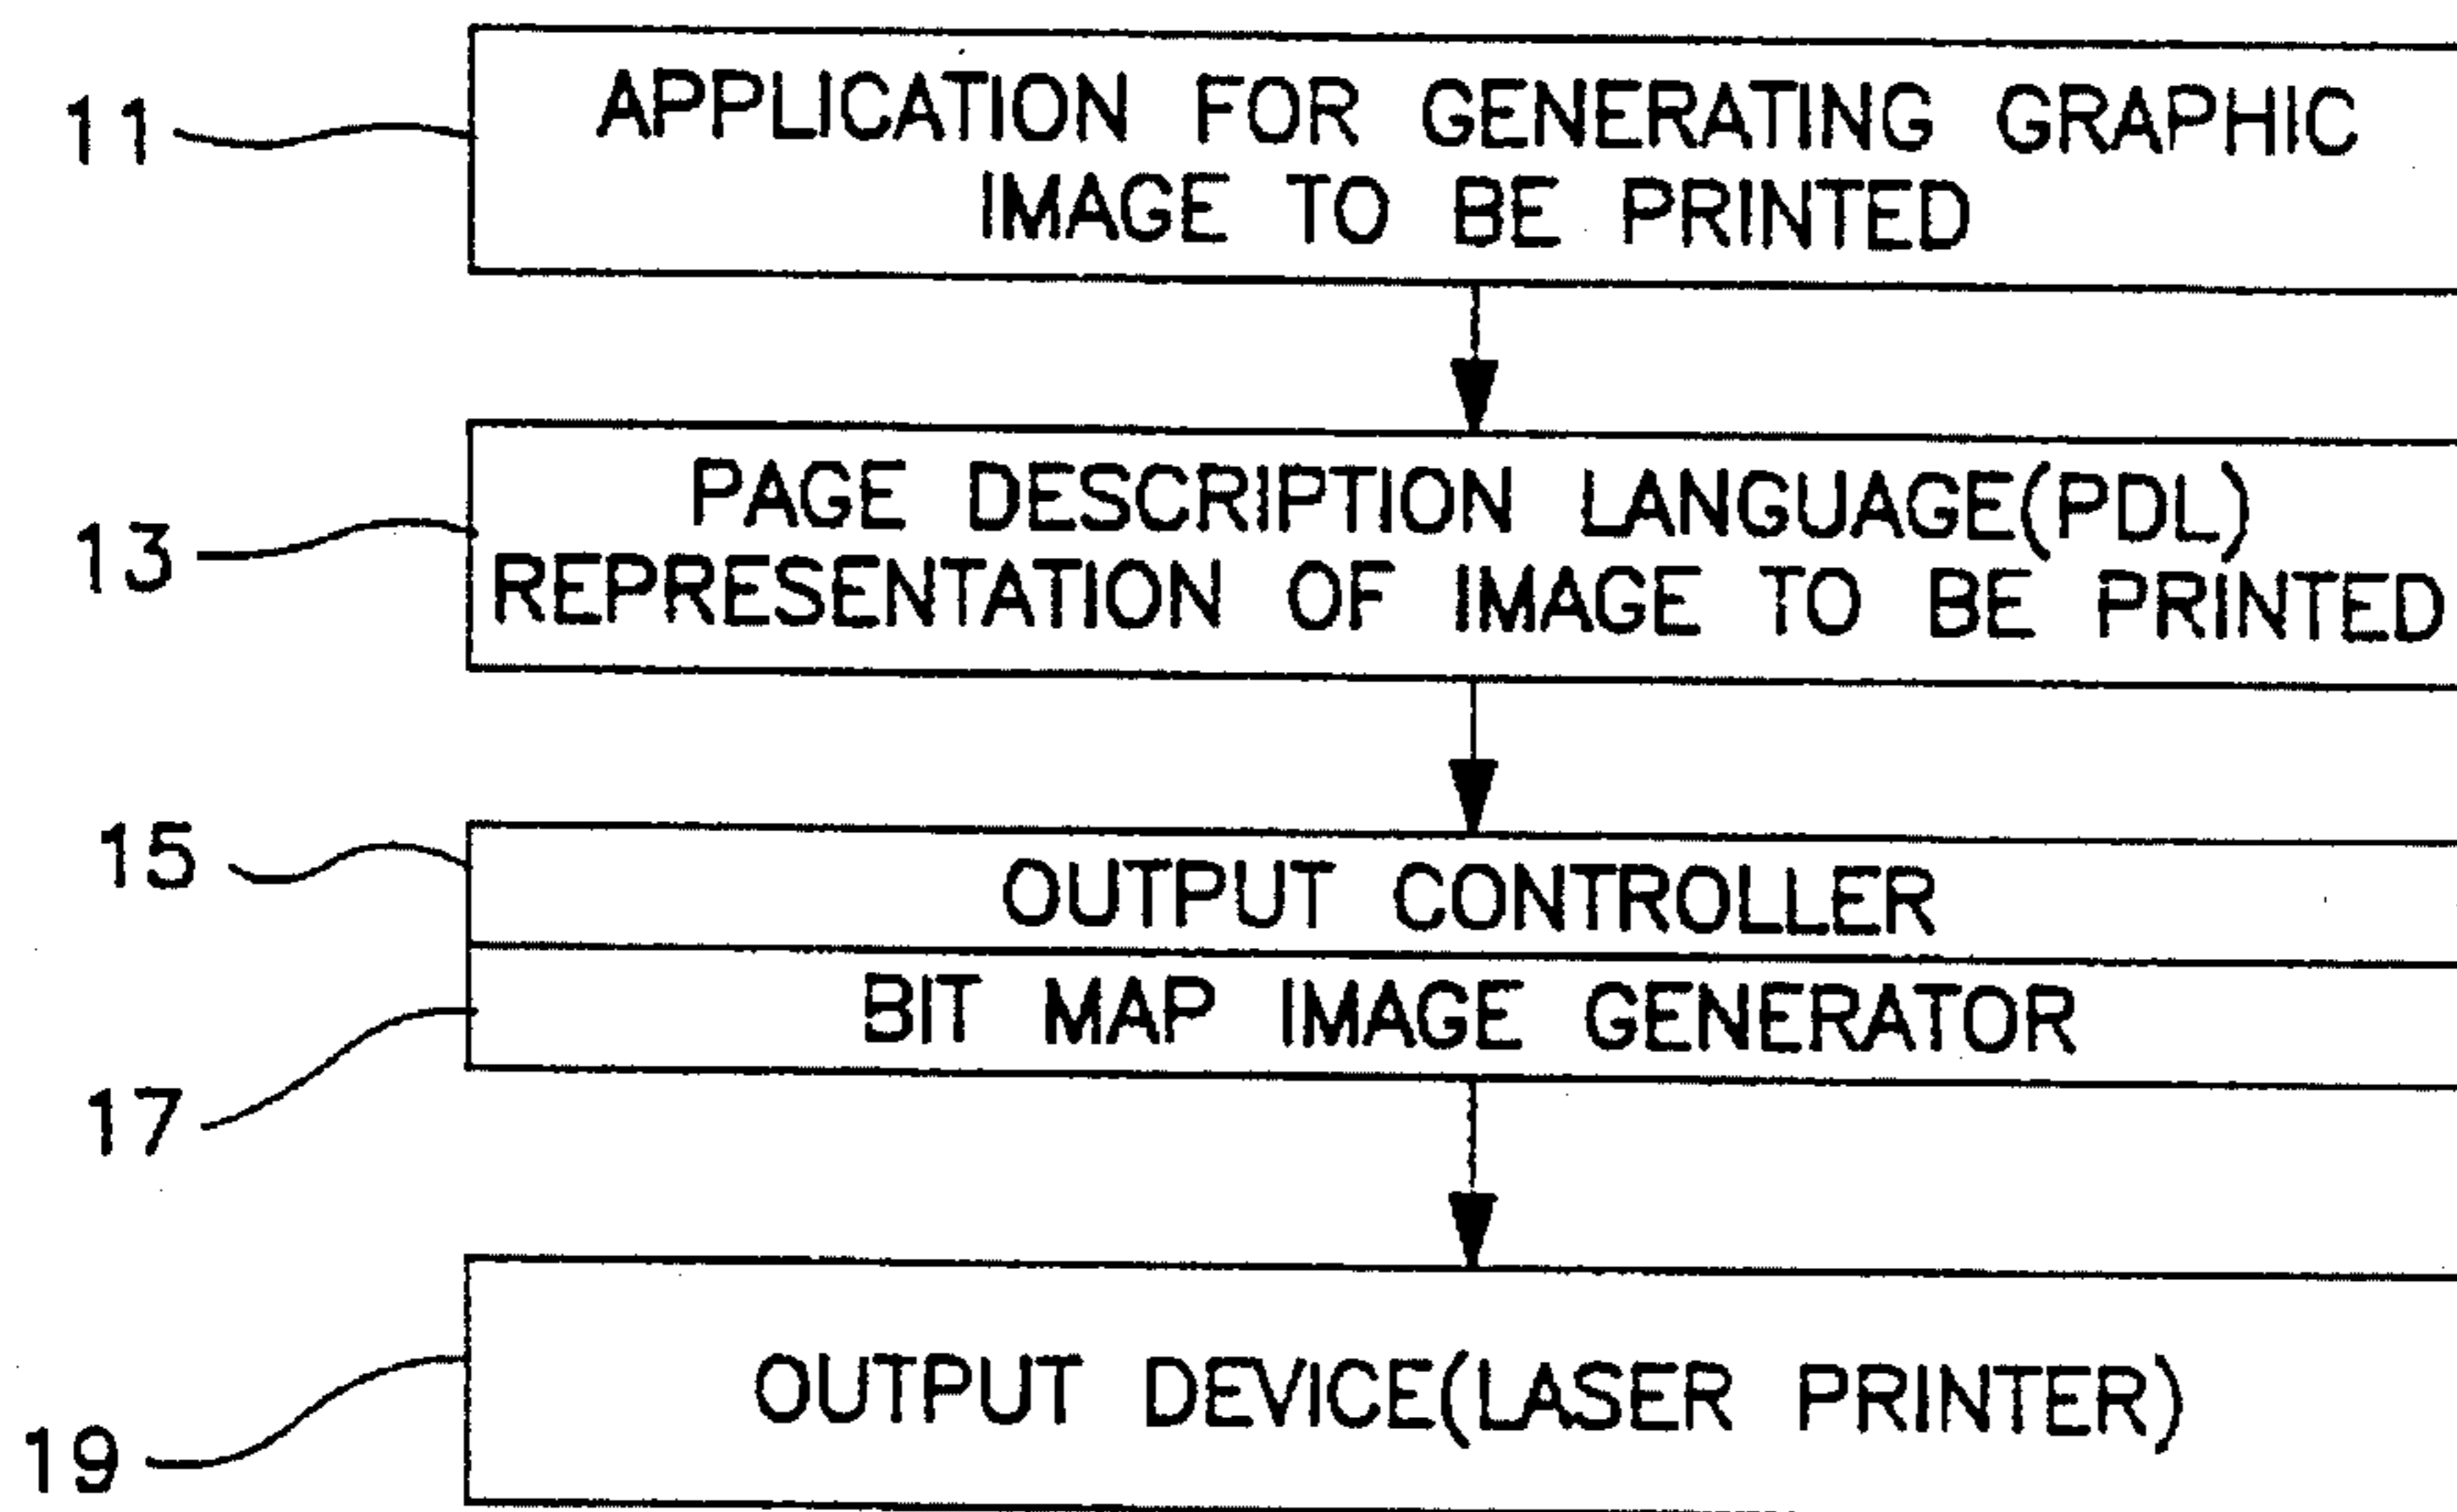 11
APPLICATION FOR GENERATING GRAPHIC
IMAGE TO BE PRINTED
13
PAGE DESCRIPTION LANGUAGE(PDL)
REPRESENTATION OF IMAGE TO BE PRINTED
15
OUTPUT CONTROLLER
17
BIT MAP IMAGE GENERATOR
19
OUTPUT DEVICE(LASER PRINTER)